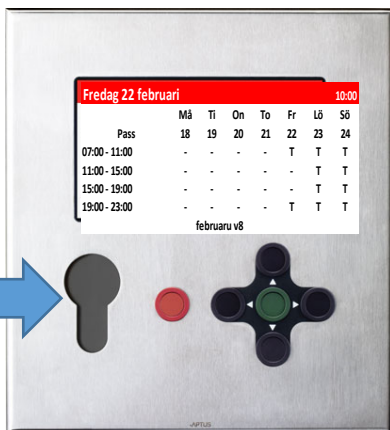 Fredag 22 februari 10:00
Må Ti On To Fr Lö Sö
Pass 18 19 20 21 22 23 24
07:00 - 11:00 - - - - T T T
11:00 - 15:00 - - - - - T T
15:00 - 19:00 - - - - - T T
19:00 - 23:00 - - - - T T T
februaru v8
APTUS